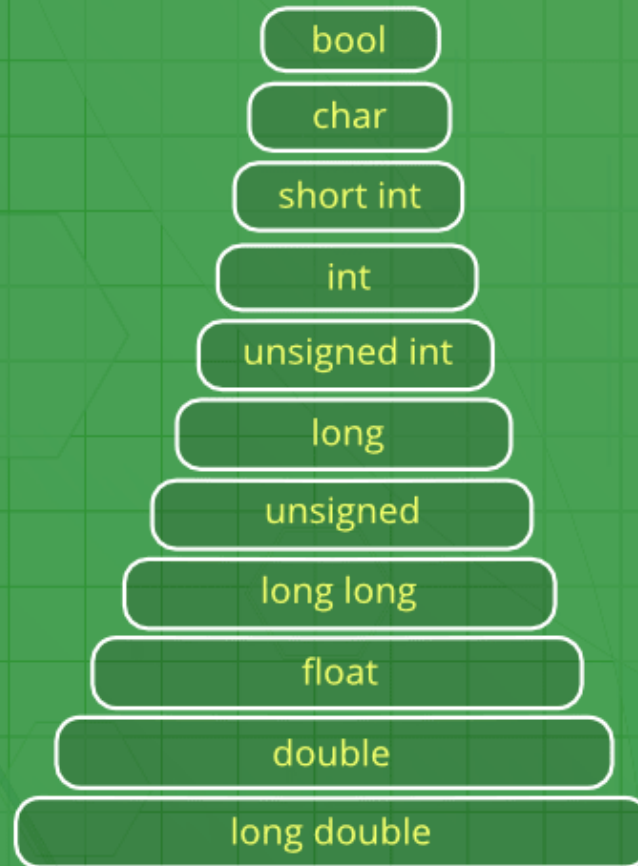 bool
char
short int
int
unsigned int
long
unsigned
long long
float
double
long double